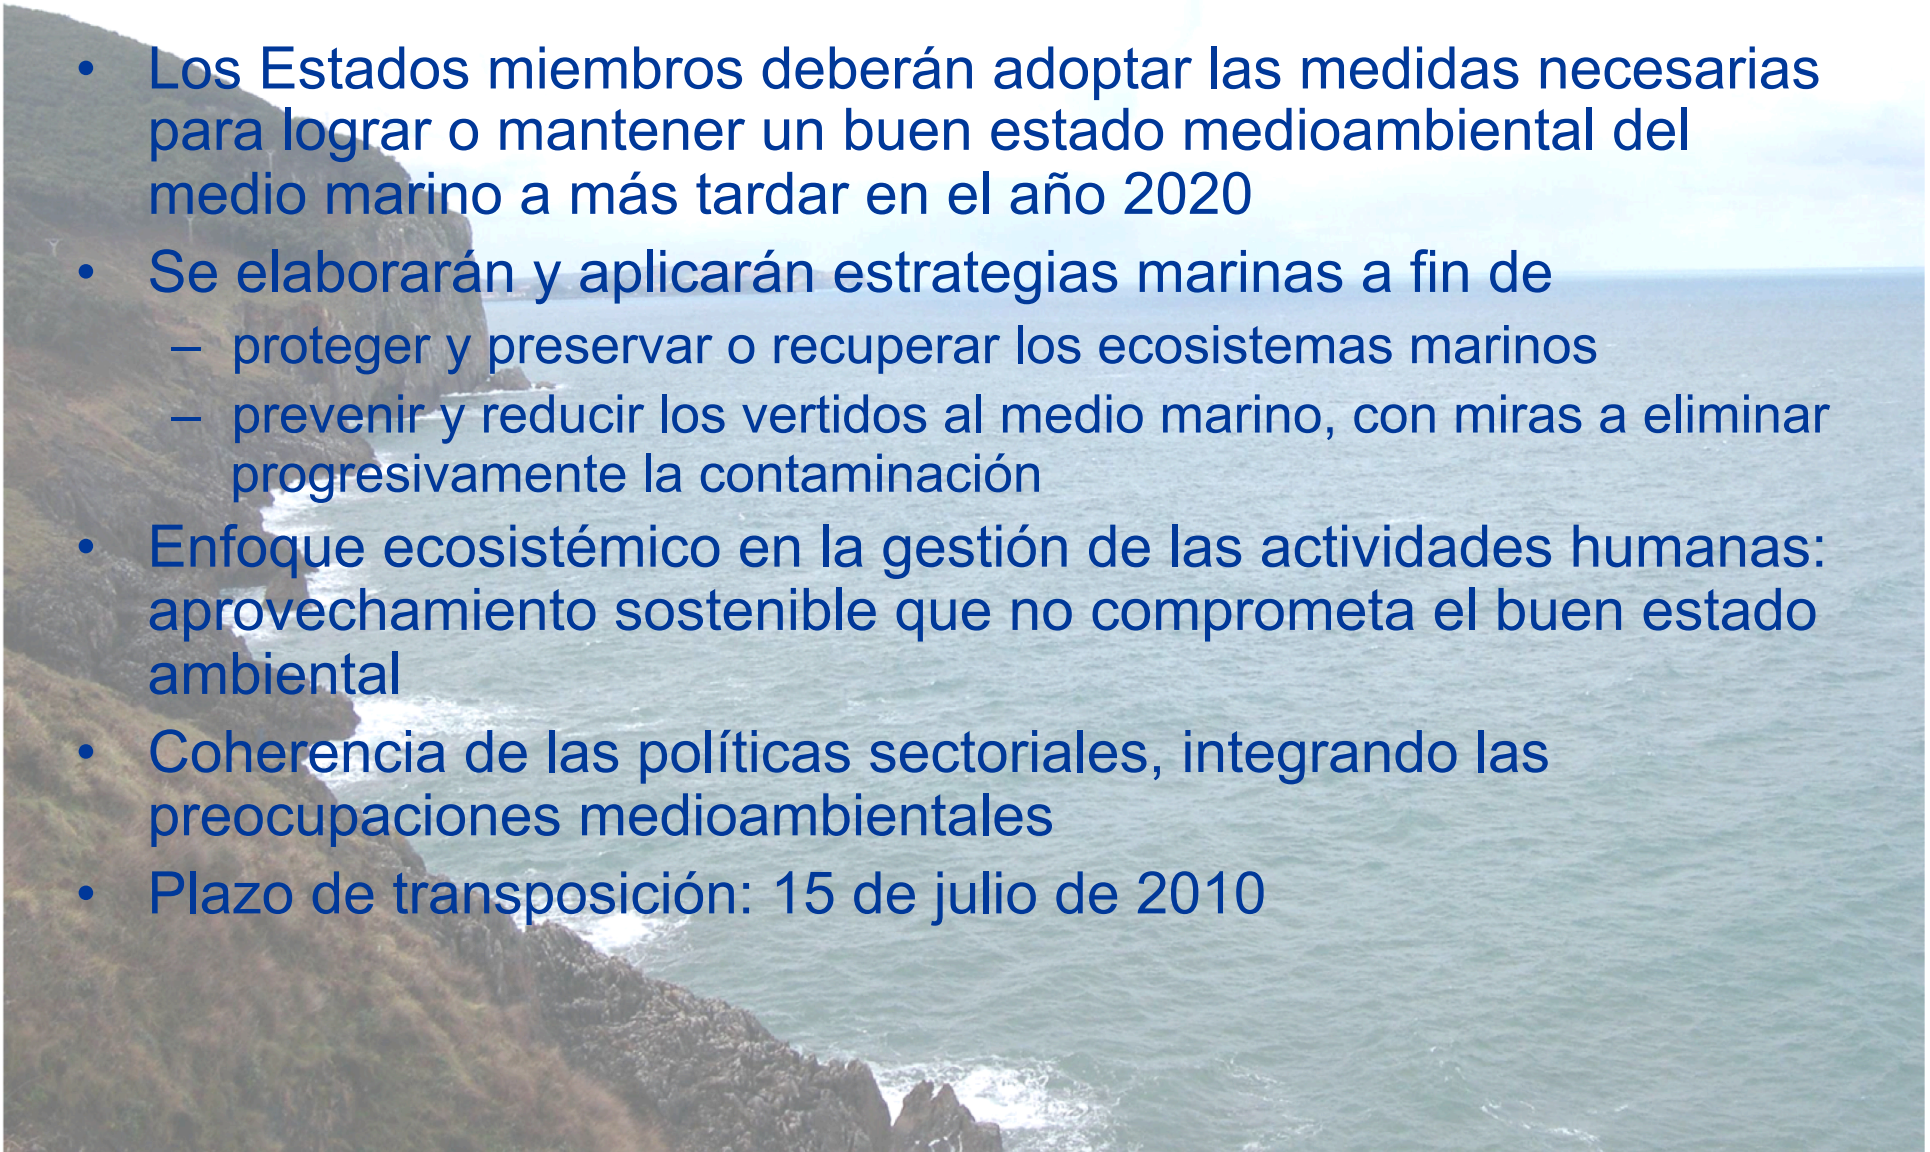 • Los Estados miembros deberán adoptar las medidas necesarias
para lograr o mantener un buen estado medioambiental del
medio marino a más tardar en el año 2020
• Se elaborarán y aplicarán estrategias marinas a fin de
– proteger y preservar o recuperar los ecosistemas marinos
– prevenir y reducir los vertidos al medio marino, con miras a eliminar
progresivamente la contaminación
• Enfoque ecosistémico en la gestión de las actividades humanas:
aprovechamiento sostenible que no comprometa el buen estado
ambiental
• Coherencia de las políticas sectoriales, integrando las
preocupaciones medioambientales
• Plazo de transposición: 15 de julio de 2010